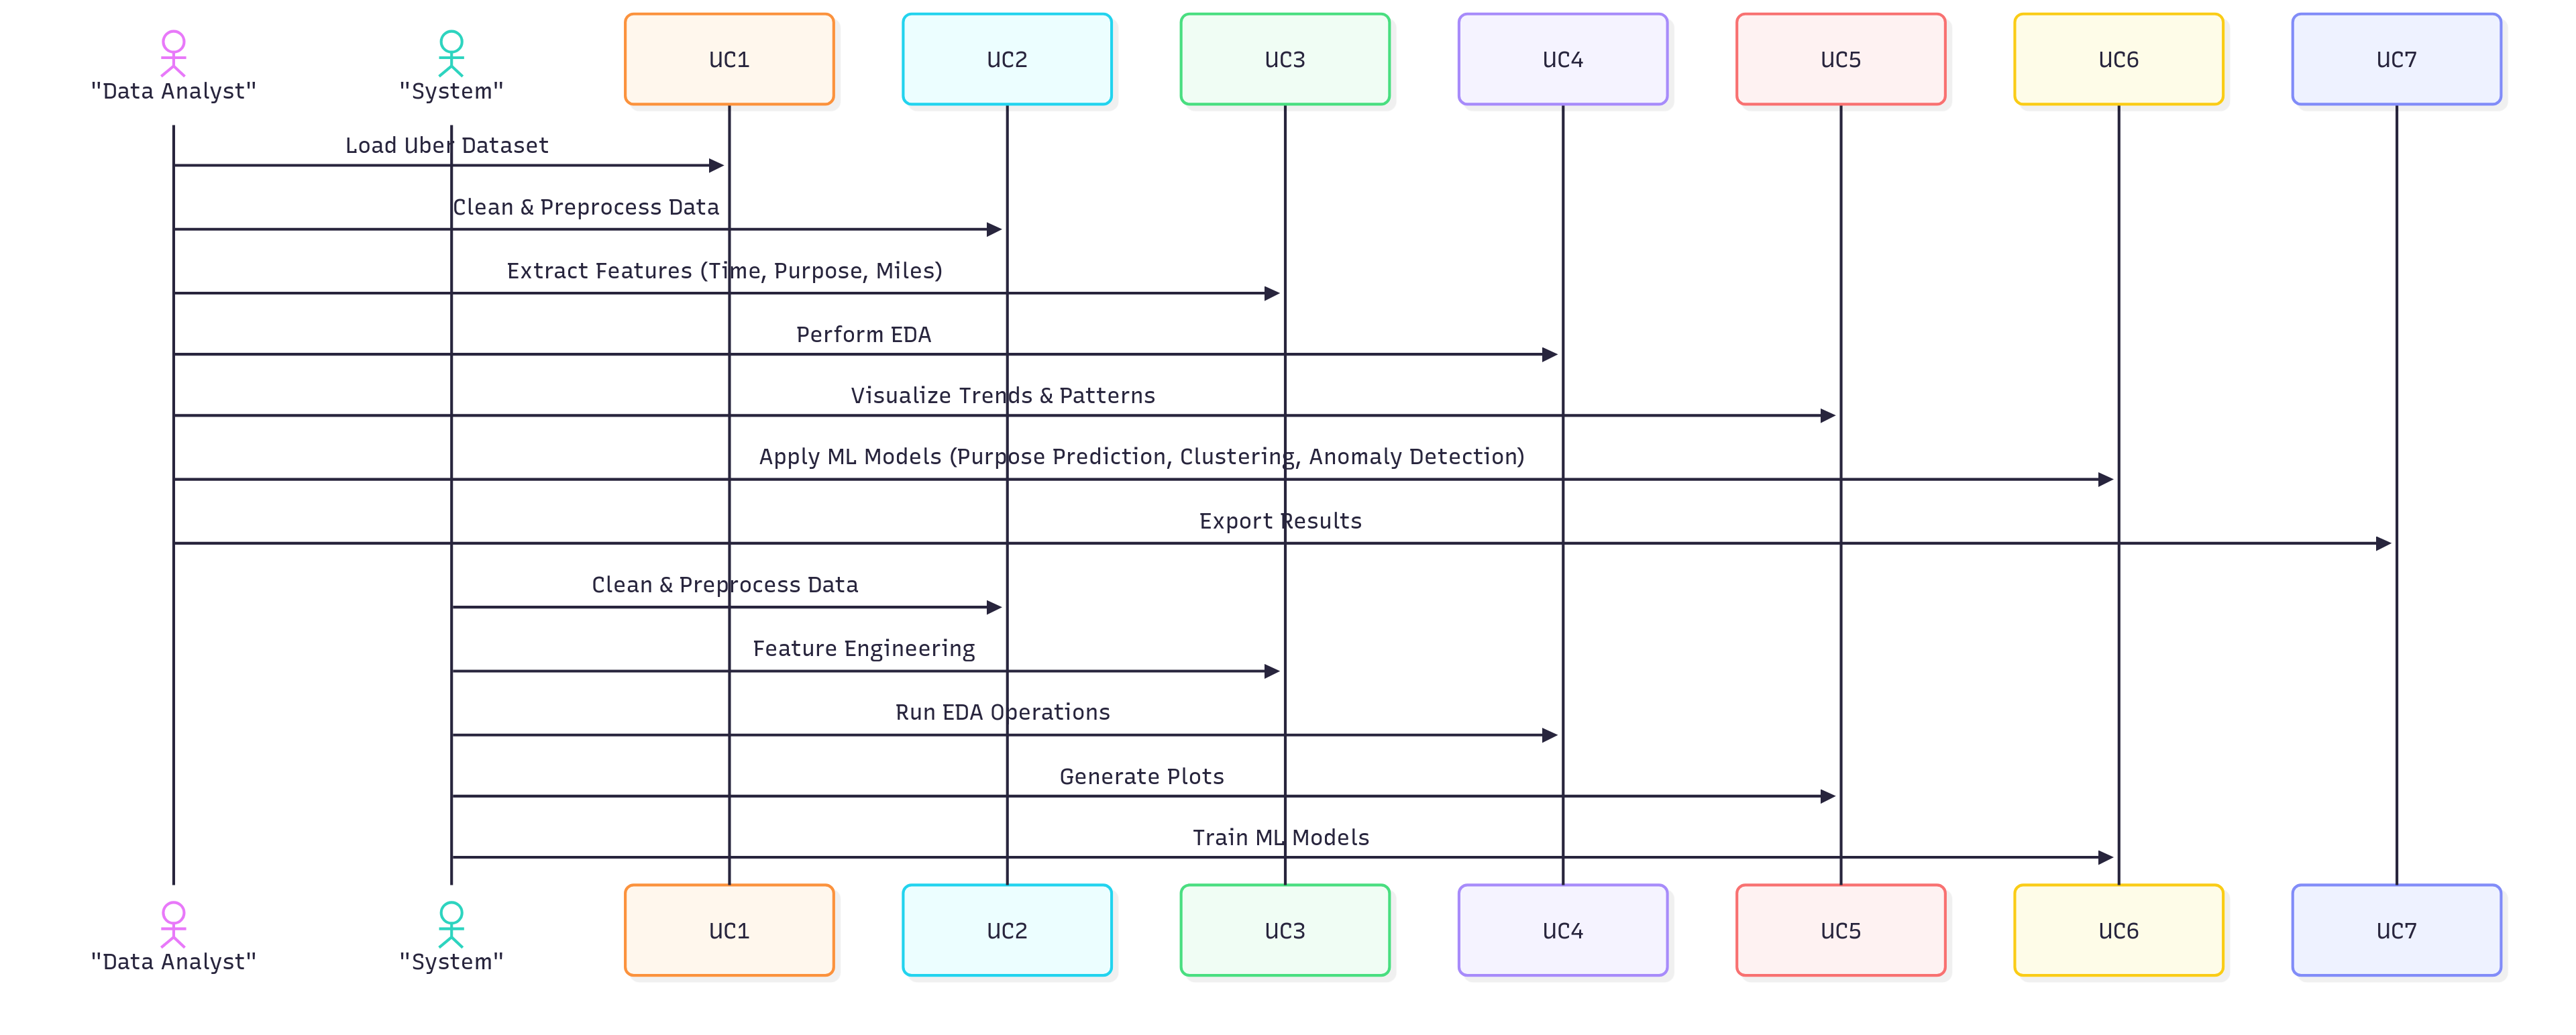 "Data Analyst"
"System"
UC1
UC2
UC3
UC4
UC5
UC6
UC7
Load Uber Dataset
Clean & Preprocess Data
Extract Features (Time, Purpose, Miles)
Perform EDA
Visualize Trends & Patterns
Apply ML Models (Purpose Prediction, Clustering, Anomaly Detection)
Export Results
Clean & Preprocess Data
Feature Engineering
Run EDA Operations
Generate Plots
Train ML Models
"Data Analyst"
"System"
UC1
UC2
UC3
UC4
UC5
UC6
UC7